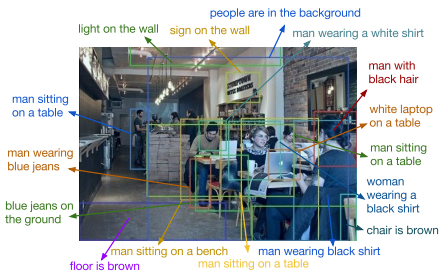 people are in the background
light on the wall
sign on the wall
man wearing a white shirt
man with
black hair
man sitting
on a table
white laptop
on a table
man wearing
blue jeans
man sitting
on a table
woman
wearing a
black shirt
blue jeans on
the ground
chair is brown
man sitting on a bench
man wearing black shirt
man sitting on a table
floor is brown